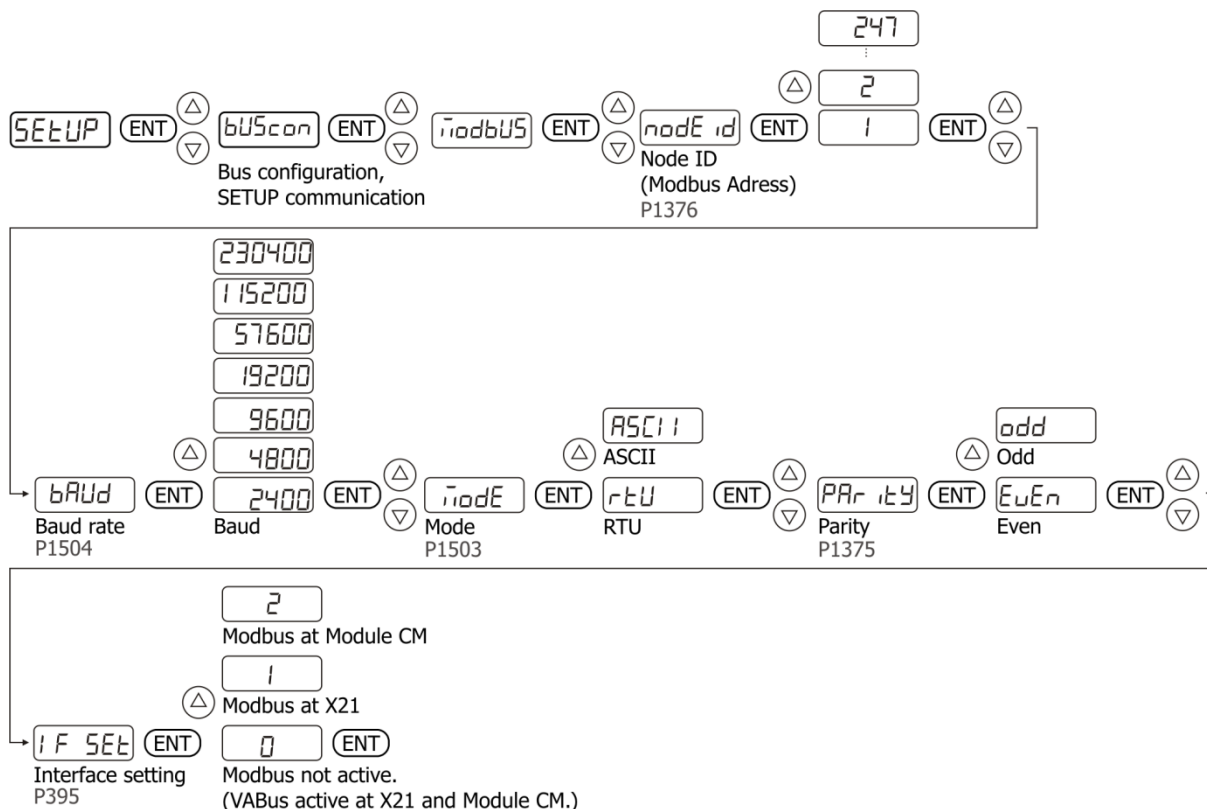 247
⋮
2
1
SEtUP ENT bUScon ENT modbUS ENT nodE id ENT ENT
Bus configuration,
SETUP communication
Node ID
(Modbus Adress)
P1376
230400
115200
57600
19200
9600
4800
2400
bAUd ENT ENT
Baud rate
P1504
Baud
modE ENT
Mode
P1503
ASCII
ASCII
rtU ENT
RTU
PAritY ENT
Parity
P1375
odd
Odd
EvEn ENT
Even
2
Modbus at Module CM
1
Modbus at X21
IF SEt ENT 0 ENT
Interface setting
P395
Modbus not active.
(VABus active at X21 and Module CM.)